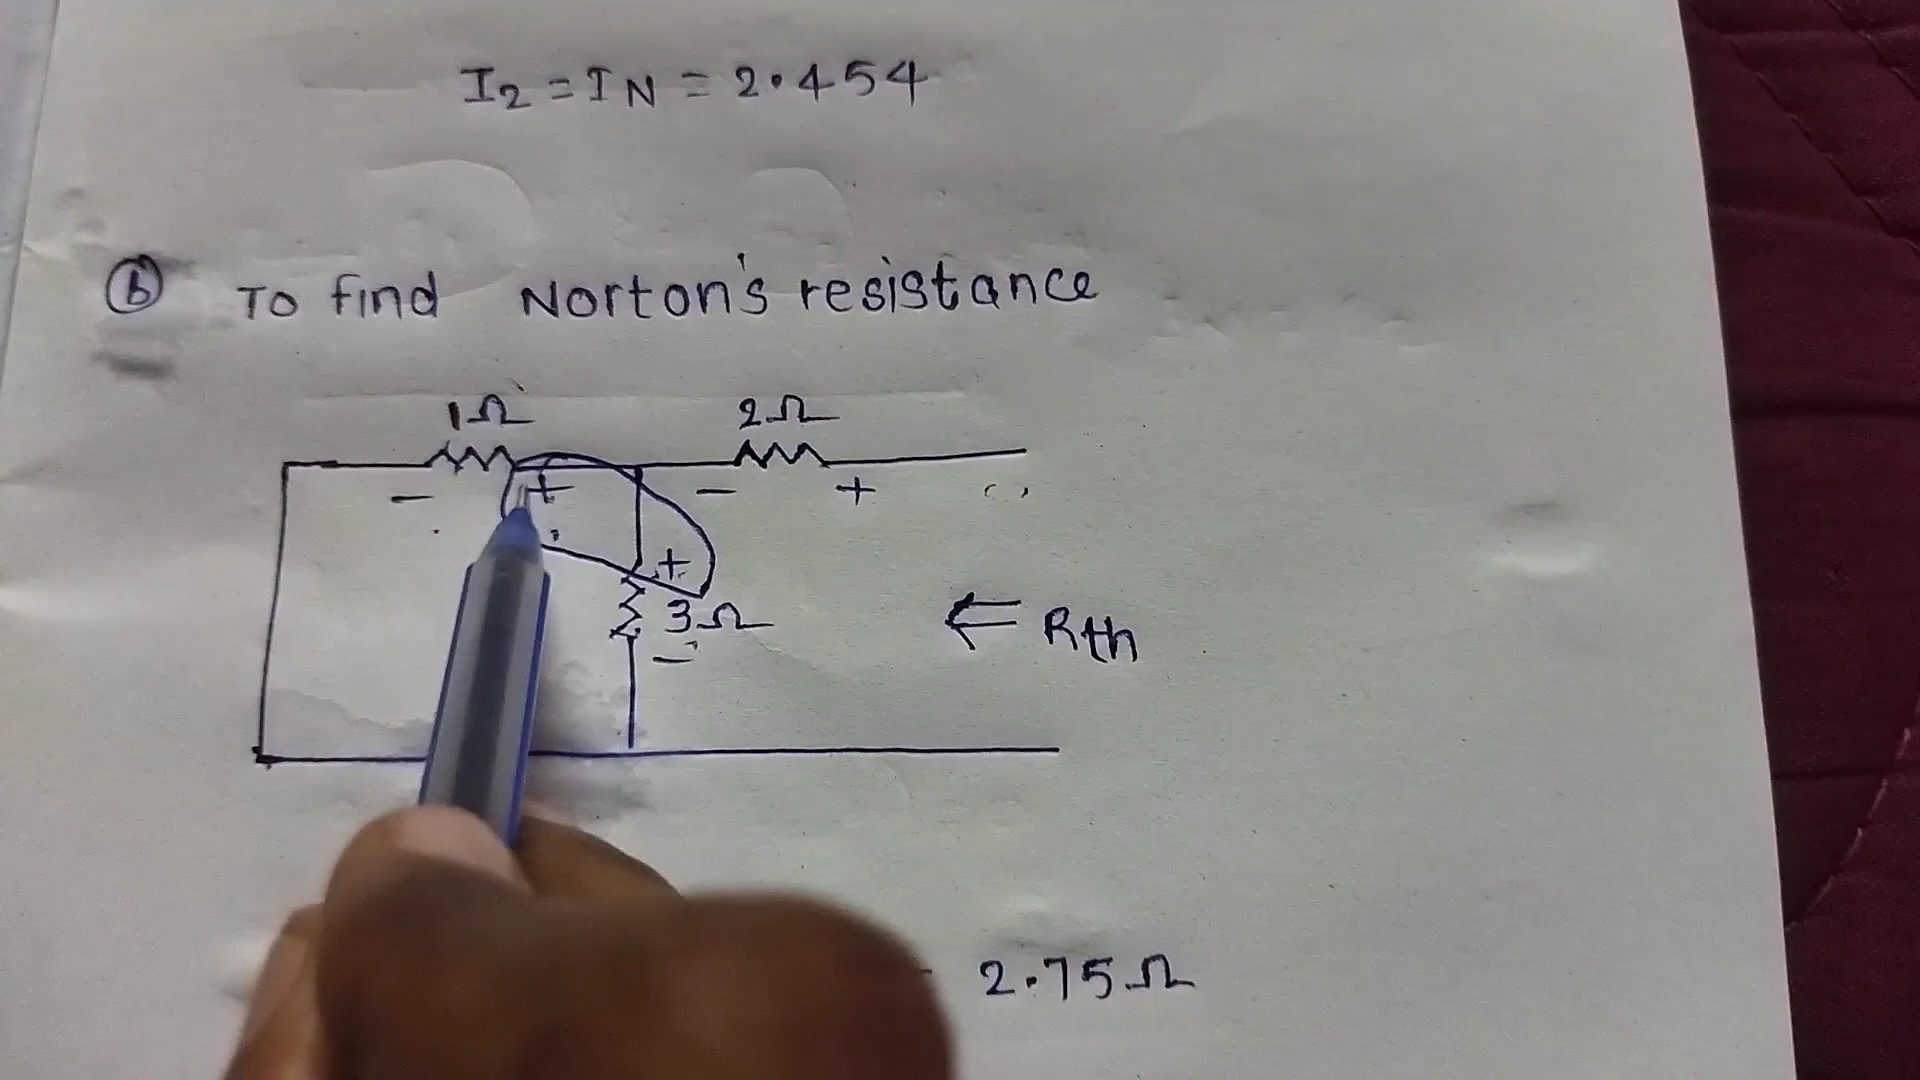 I2 = IN = 2.454
b To find Norton's resistance
1Ω 2Ω
- + - +
+
3Ω
-
⇐ Rth
2.75Ω